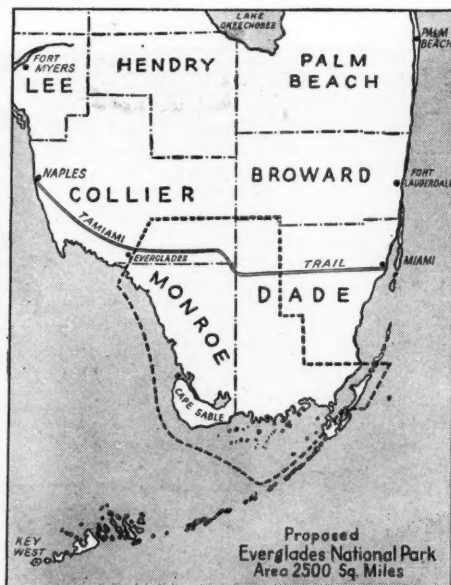 LAKE
OKEECHOBEE
PALM
BEACH
FORT
MYERS
LEE
HENDRY
PALM
BEACH
NAPLES
COLLIER
BROWARD
FORT
LAUDERDALE
TAMIAMI
EVERGLADES
TRAIL
MIAMI
MONROE
DADE
CAPE SABLE
KEY
WEST
Proposed
Everglades National Park
Area 2500 Sq. Miles